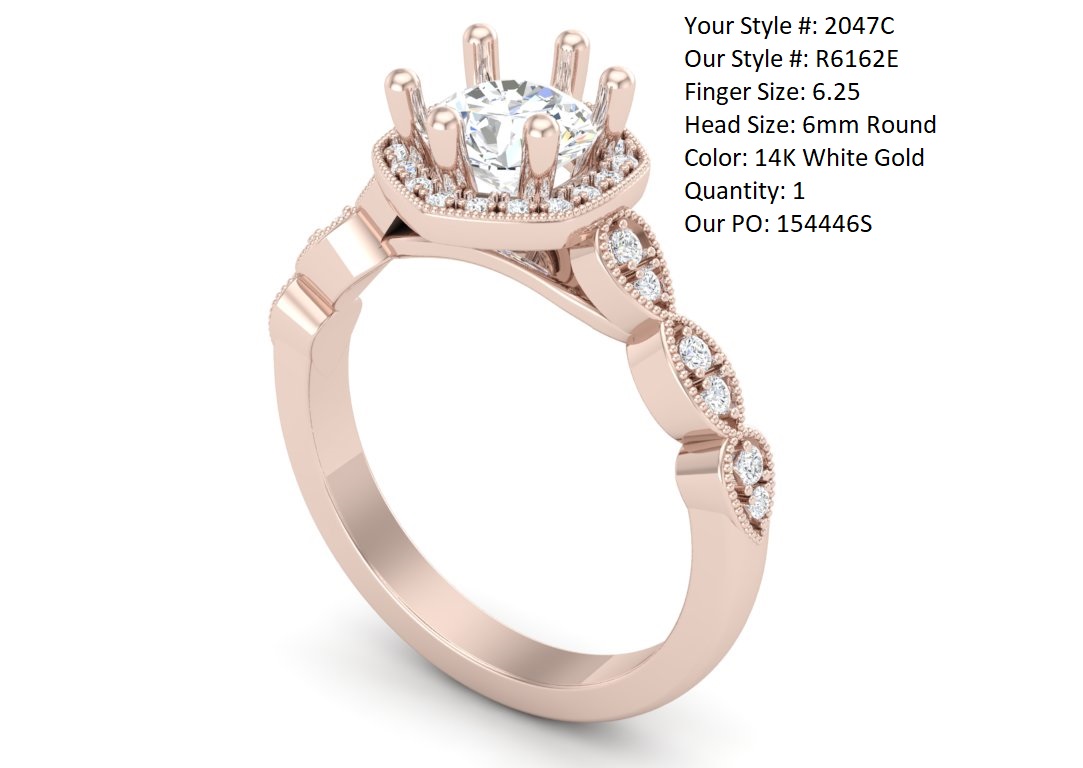 Your Style #: 2047C
Our Style #: R6162E
Finger Size: 6.25
Head Size: 6mm Round
Color: 14K White Gold
Quantity: 1
Our PO: 154446S